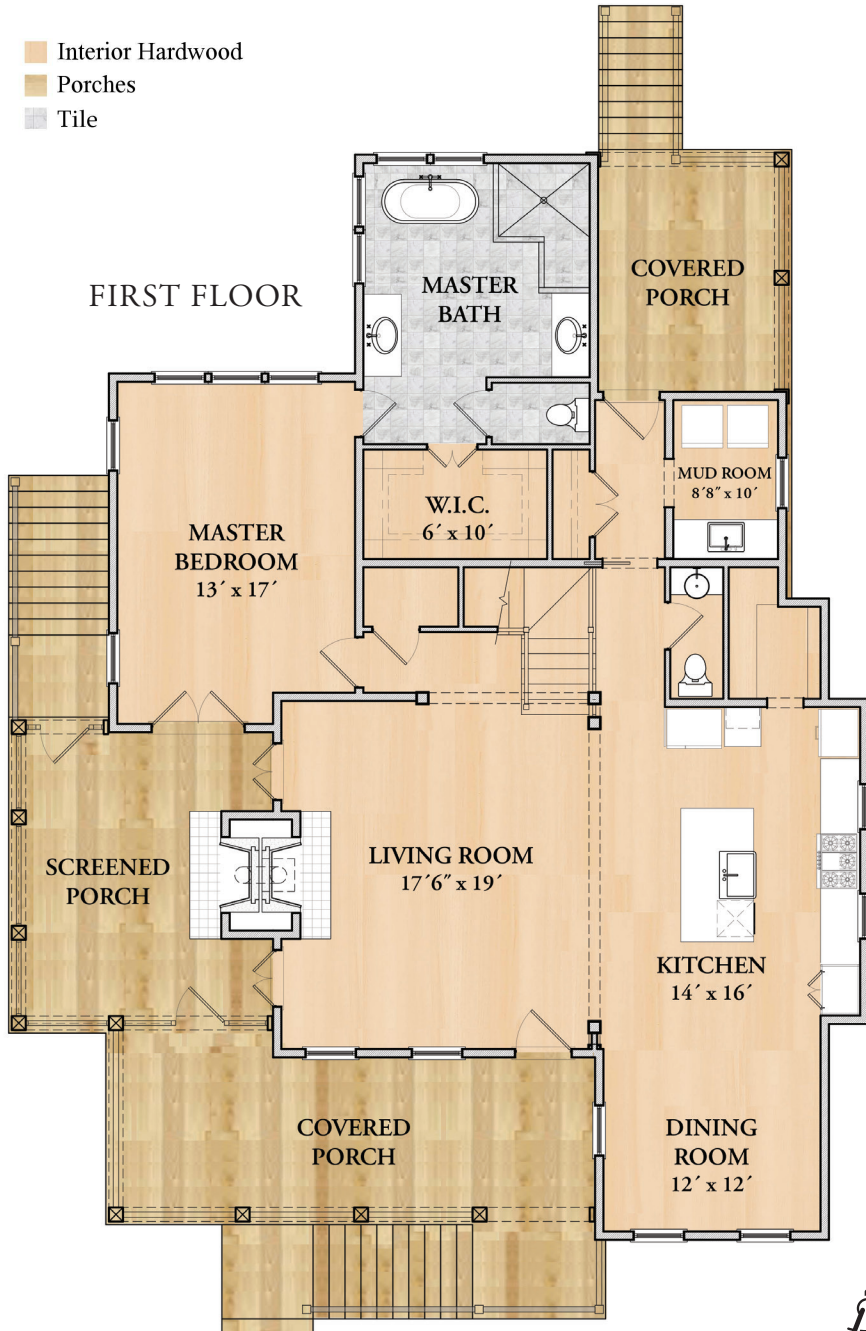 Interior Hardwood
Porches
Tile
FIRST FLOOR
MASTER
BATH
COVERED
PORCH
MUD ROOM
8´8″ x 10´
W.I.C.
6´ x 10´
MASTER
BEDROOM
13´ x 17´
SCREENED
PORCH
LIVING ROOM
17´6″ x 19´
KITCHEN
14´ x 16´
COVERED
PORCH
DINING
ROOM
12´ x 12´